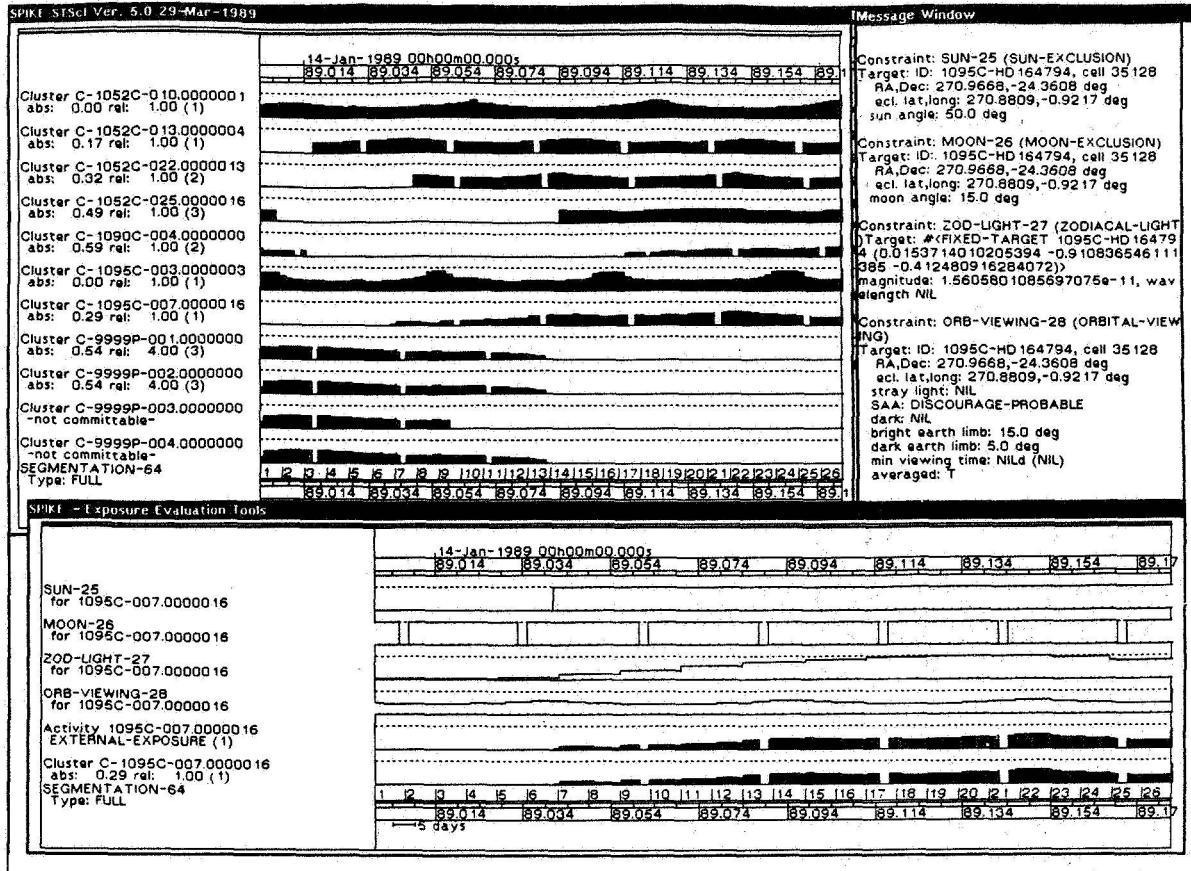 SPIKE STScI Ver. 5.0 29-Mar-1989
14-Jan-1989 00h00m00.000s
89.014 89.034 89.054 89.074 89.094 89.114 89.134 89.154 89.1
Cluster C-1052C-010.0000001
abs: 0.00 rel: 1.00 (1)
Cluster C-1052C-013.0000004
abs: 0.17 rel: 1.00 (1)
Cluster C-1052C-022.0000013
abs: 0.32 rel: 1.00 (2)
Cluster C-1052C-025.0000016
abs: 0.49 rel: 1.00 (3)
Cluster C-1090C-004.0000000
abs: 0.59 rel: 1.00 (2)
Cluster C-1095C-003.0000003
abs: 0.00 rel: 1.00 (1)
Cluster C-1095C-007.0000016
abs: 0.29 rel: 1.00 (1)
Cluster C-9999P-001.0000000
abs: 0.54 rel: 4.00 (3)
Cluster C-9999P-002.0000000
abs: 0.54 rel: 4.00 (3)
Cluster C-9999P-003.0000000
-not committable-
Cluster C-9999P-004.0000000
-not committable-
SEGMENTATION-64
Type: FULL
1 2 3 4 5 6 7 8 9 10 11 12 13 14 15 16 17 18 19 20 21 22 23 24 25 26
89.014 89.034 89.054 89.074 89.094 89.114 89.134 89.154 89.1
Message Window
Constraint: SUN-25 (SUN-EXCLUSION)
Target: ID: 1095C-HD164794, cell 35128
RA,Dec: 270.9668,-24.3608 deg
ecl. lat,long: 270.8809,-0.9217 deg
sun angle: 50.0 deg
Constraint: MOON-26 (MOON-EXCLUSION)
Target: ID: 1095C-HD164794, cell 35128
RA,Dec: 270.9668,-24.3608 deg
ecl. lat,long: 270.8809,-0.9217 deg
moon angle: 15.0 deg
Constraint: ZOD-LIGHT-27 (ZODIACAL-LIGHT
)Target: #<FIXED-TARGET 1095C-HD16479
4 (0.0153714010205394 -0.910836546111
385 -0.412480916284072)>
magnitude: 1.5605801085697075e-11, wav
elength NIL
Constraint: ORB-VIEWING-28 (ORBITAL-VIEW
ING)
Target: ID: 1095C-HD164794, cell 35128
RA,Dec: 270.9668,-24.3608 deg
ecl. lat,long: 270.8809,-0.9217 deg
stray light: NIL
SAA: DISCOURAGE-PROBABLE
dark: NIL
bright earth limb: 15.0 deg
dark earth limb: 5.0 deg
min viewing time: NILd (NIL)
averaged: T
SPIKE - Exposure Evaluation Tools
14-Jan-1989 00h00m00.000s
89.014 89.034 89.054 89.074 89.094 89.114 89.134 89.154 89.17
SUN-25
for 1095C-007.0000016
MOON-26
for 1095C-007.0000016
ZOD-LIGHT-27
for 1095C-007.0000016
ORB-VIEWING-28
for 1095C-007.0000016
Activity 1095C-007.0000016
EXTERNAL-EXPOSURE (1)
Cluster C-1095C-007.0000016
abs: 0.29 rel: 1.00 (1)
SEGMENTATION-64
Type: FULL
1 2 3 4 5 6 7 8 9 10 11 12 13 14 15 16 17 18 19 20 21 22 23 24 25 26
89.014 89.034 89.054 89.074 89.094 89.114 89.134 89.154 89.17
5 days